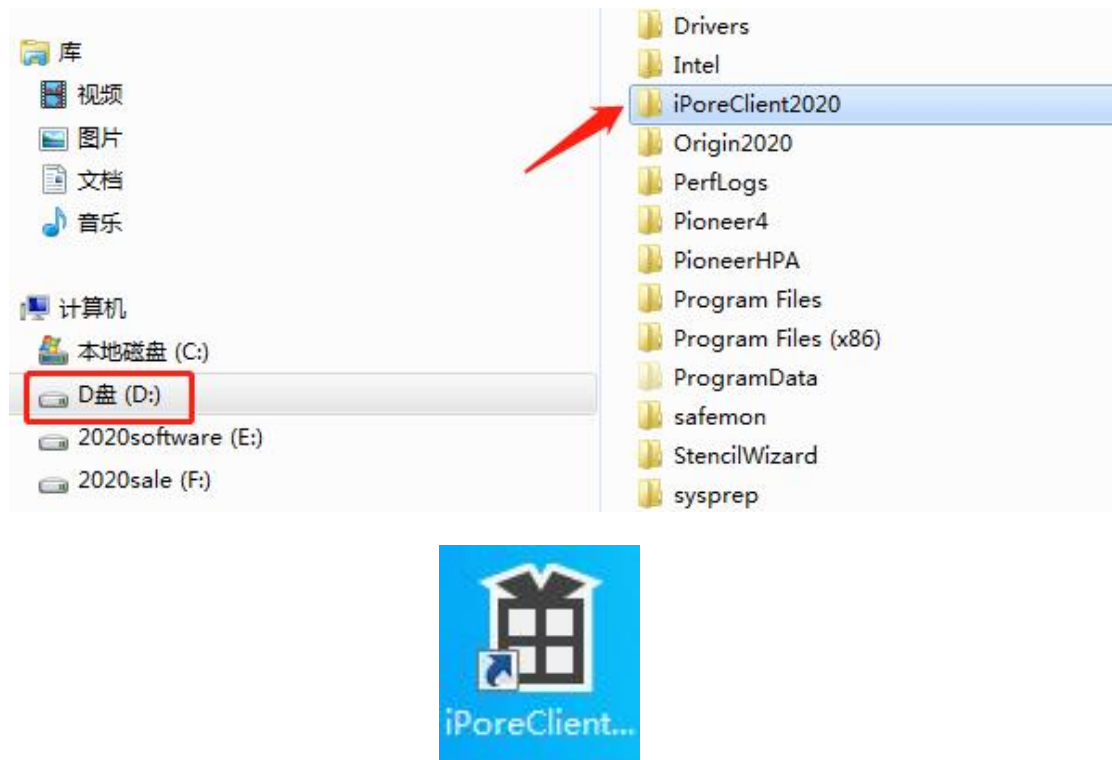 库
视频
图片
文档
音乐
计算机
本地磁盘 (C:)
D盘 (D:)
2020software (E:)
2020sale (F:)
Drivers
Intel
iPoreClient2020
Origin2020
PerfLogs
Pioneer4
PioneerHPA
Program Files
Program Files (x86)
ProgramData
safemon
StencilWizard
sysprep
iPoreClient...